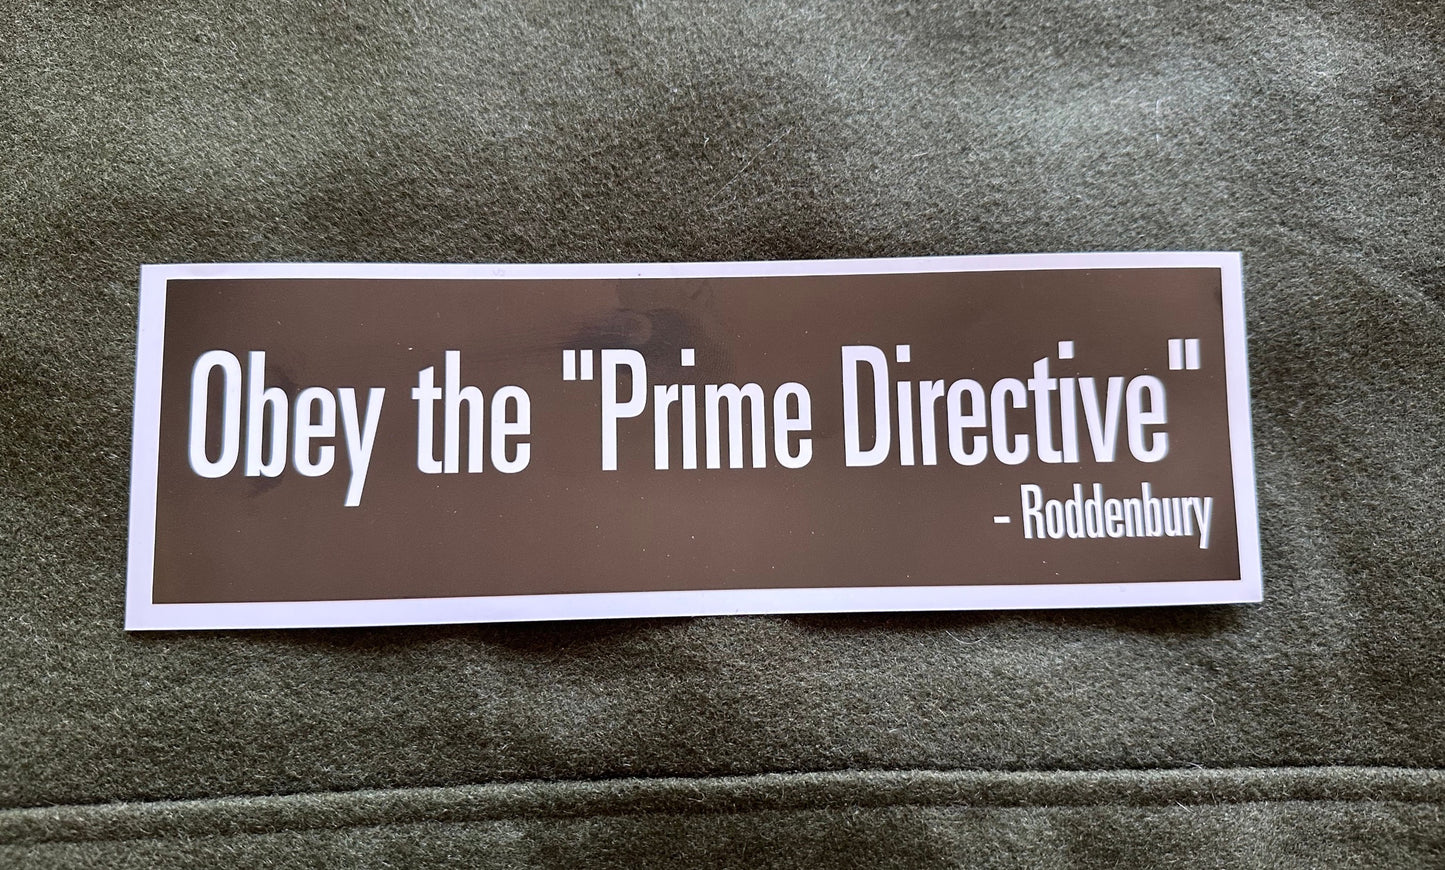 Obey the "Prime Directive"
- Roddenbury